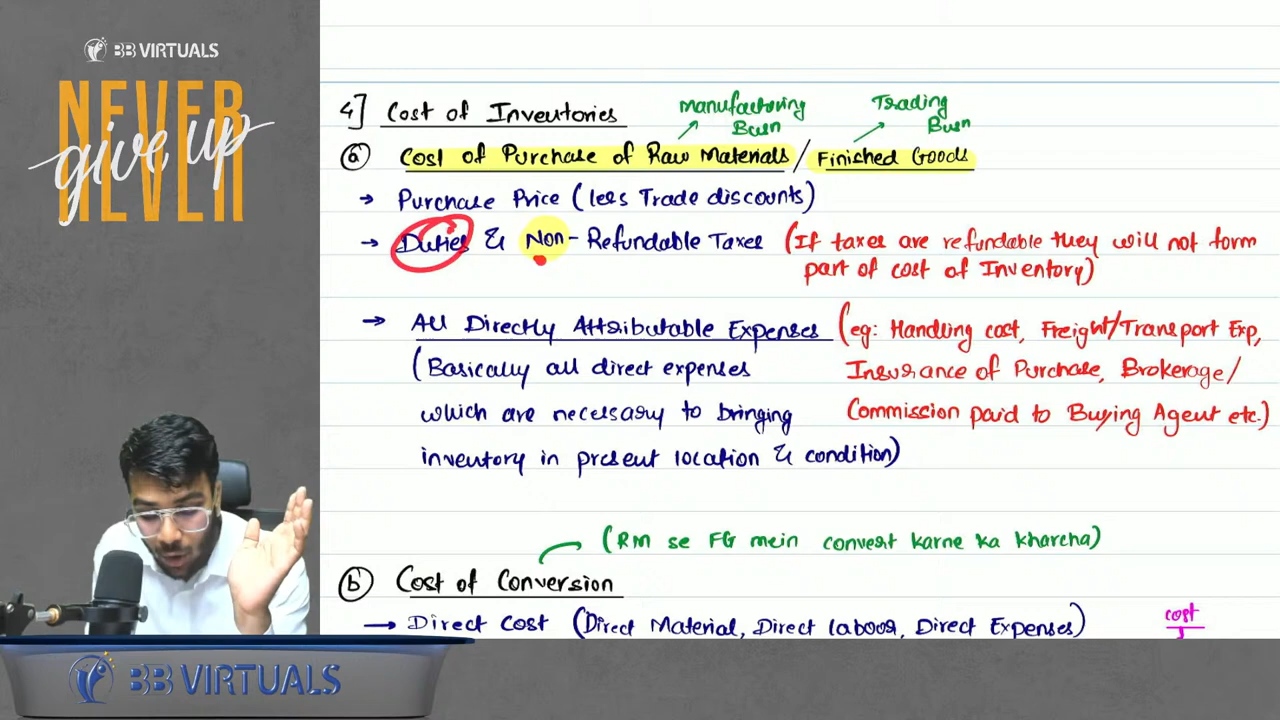 BB VIRTUALS
NEVER
give up
NEVER
4] Cost of Inventories
Manufacturing Busn
Trading Busn
(a) Cost of Purchase of Raw Materials / Finished Goods
→ Purchase Price (less Trade discounts)
→ Duties & Non-Refundable Taxes (If taxes are refundable they will not form
part of cost of Inventory)
→ All Directly Attributable Expenses (eg: Handling cost, Freight/Transport Exp,
(Basically all direct expenses Insurance of Purchase, Brokerage/
which are necessary to bringing Commission paid to Buying Agent etc.)
inventory in present location & condition)
(RM se FG mein convert karne ka kharcha)
(b) Cost of Conversion
→ Direct Cost (Direct Material, Direct labour, Direct Expenses)
cost
BB VIRTUALS